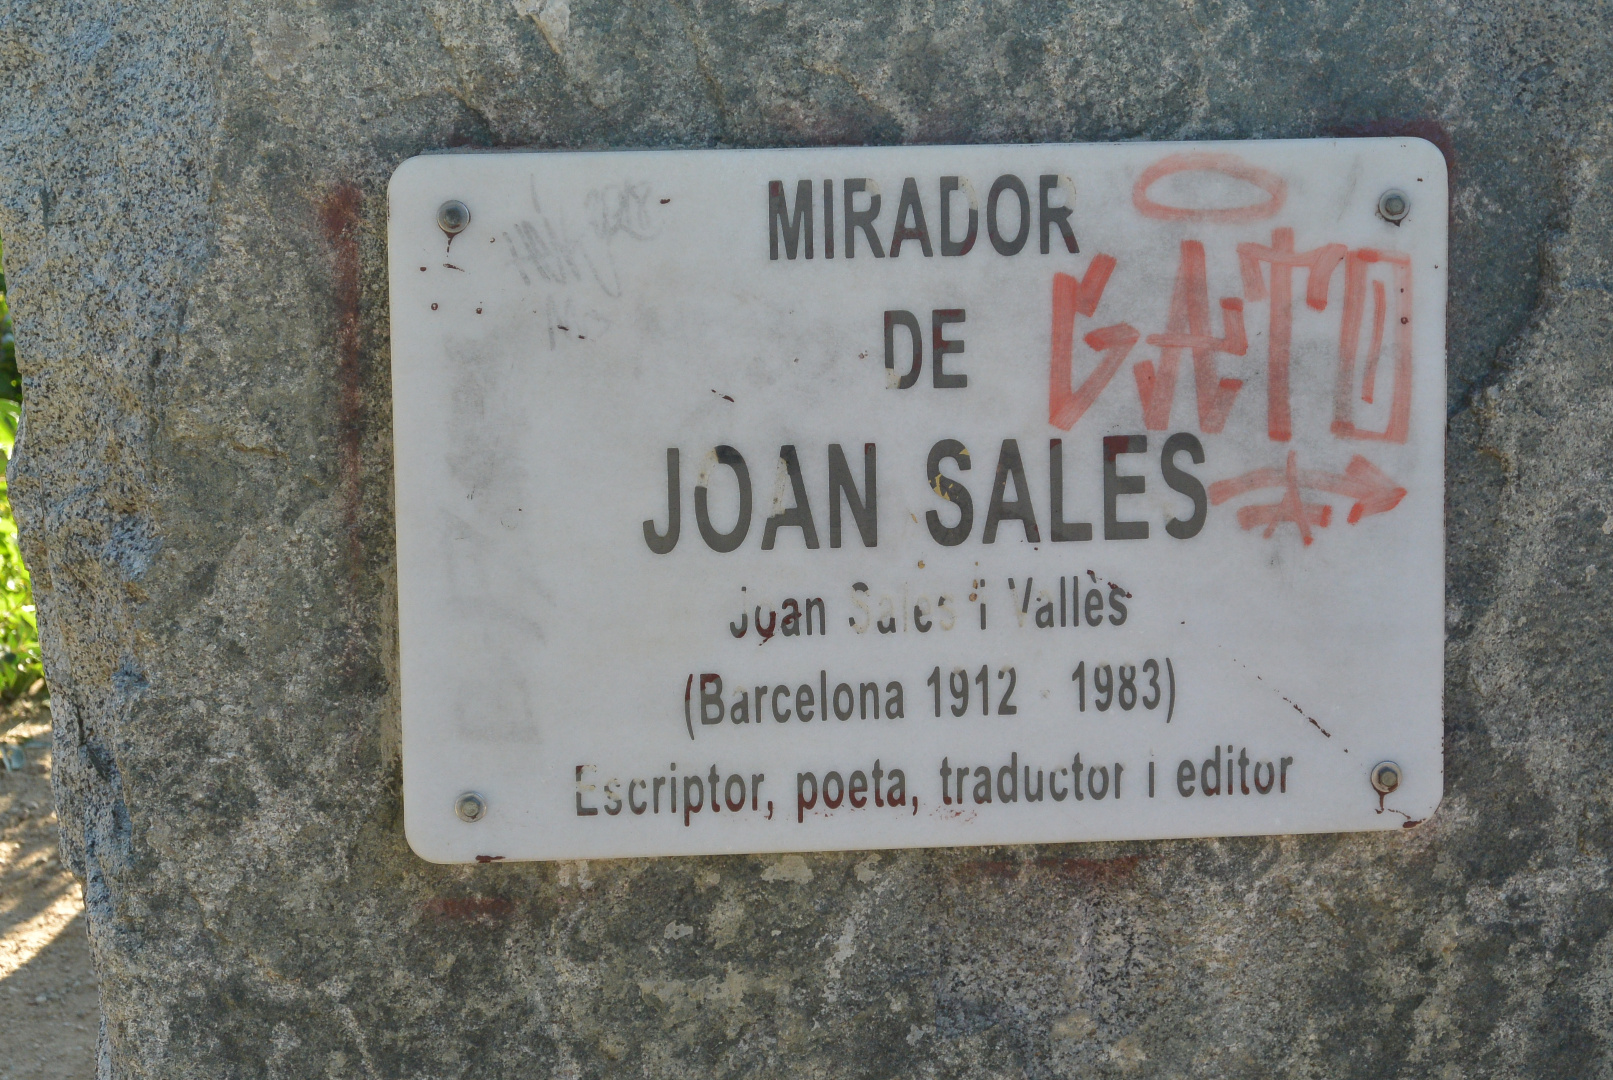 MIRADOR
DE
JOAN SALES
Joan Sales i Vallès
(Barcelona 1912 - 1983)
Escriptor, poeta, traductor i editor
GATO